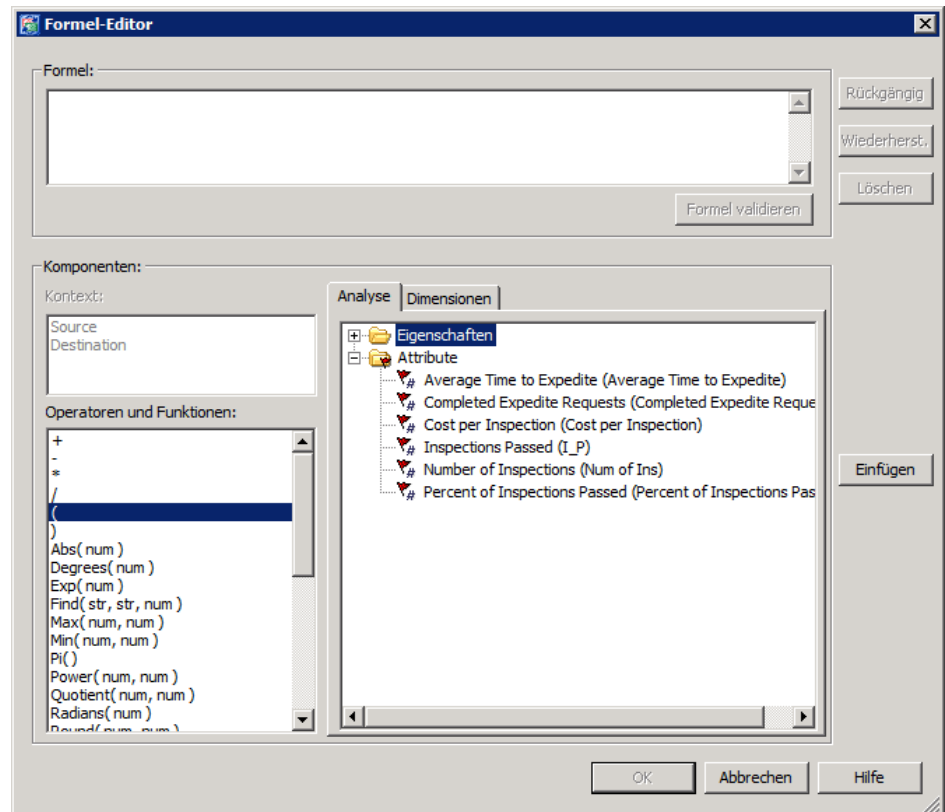 Formel-Editor
Formel:
Rückgängig
Wiederherst.
Löschen
Formel validieren
Komponenten:
Kontext:
Source
Destination
Operatoren und Funktionen:
+
-
*
/
(
)
Abs( num )
Degrees( num )
Exp( num )
Find( str, str, num )
Max( num, num )
Min( num, num )
Pi( )
Power( num, num )
Quotient( num, num )
Radians( num )
Round( num, num )
Analyse
Dimensionen
Eigenschaften
Attribute
Average Time to Expedite (Average Time to Expedite)
Completed Expedite Requests (Completed Expedite Reque
Cost per Inspection (Cost per Inspection)
Inspections Passed (I_P)
Number of Inspections (Num of Ins)
Percent of Inspections Passed (Percent of Inspections Pas
Einfügen
OK
Abbrechen
Hilfe